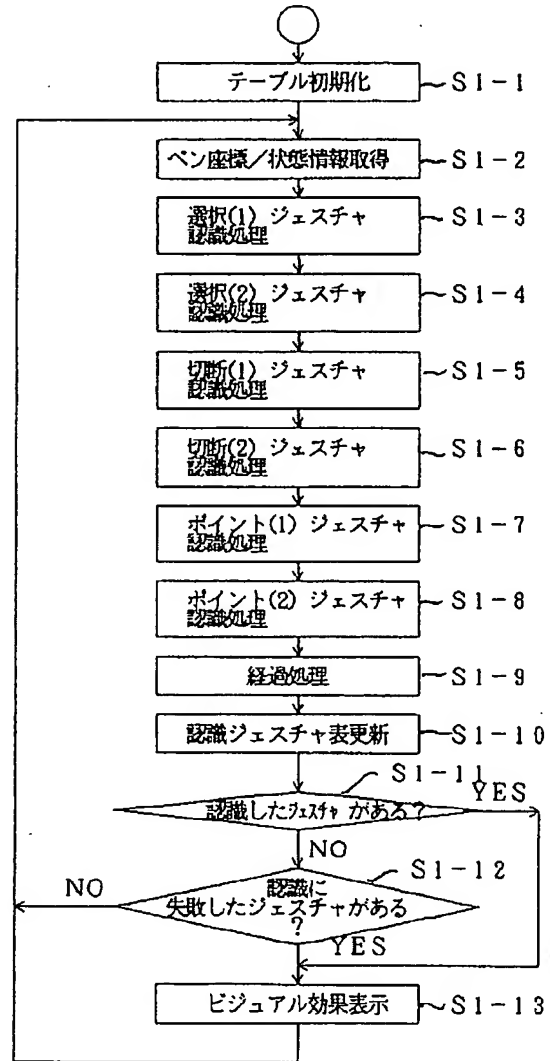 テーブル初期化
S1-1
ペン座標／状態情報取得
S1-2
選択(1) ジェスチャ
認識処理
S1-3
選択(2) ジェスチャ
認識処理
S1-4
切断(1) ジェスチャ
認識処理
S1-5
切断(2) ジェスチャ
認識処理
S1-6
ポイント(1) ジェスチャ
認識処理
S1-7
ポイント(2) ジェスチャ
認識処理
S1-8
経過処理
S1-9
認識ジェスチャ表更新
S1-10
S1-11
認識したジェスチャ がある？
YES
NO
S1-12
NO
認識に
失敗したジェスチャがある
？
YES
ビジュアル効果表示
S1-13